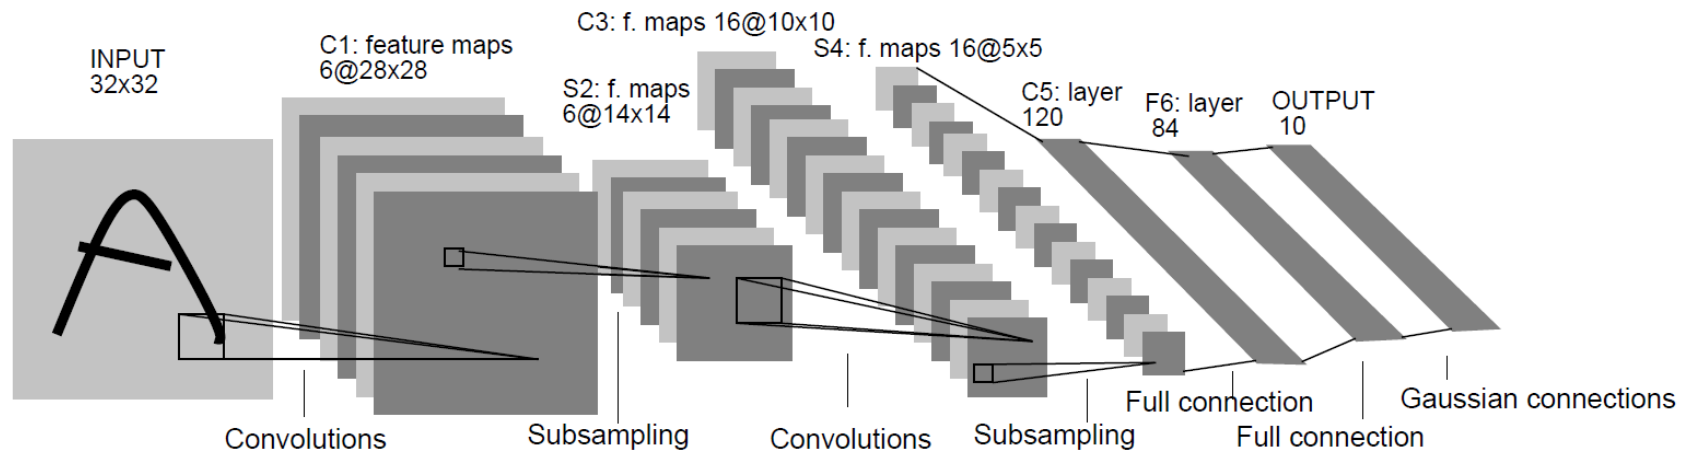 INPUT
32x32
C1: feature maps
6@28x28
S2: f. maps
6@14x14
C3: f. maps 16@10x10
S4: f. maps 16@5x5
C5: layer
120
F6: layer
84
OUTPUT
10
Convolutions
Subsampling
Convolutions
Subsampling
Full connection
Full connection
Gaussian connections